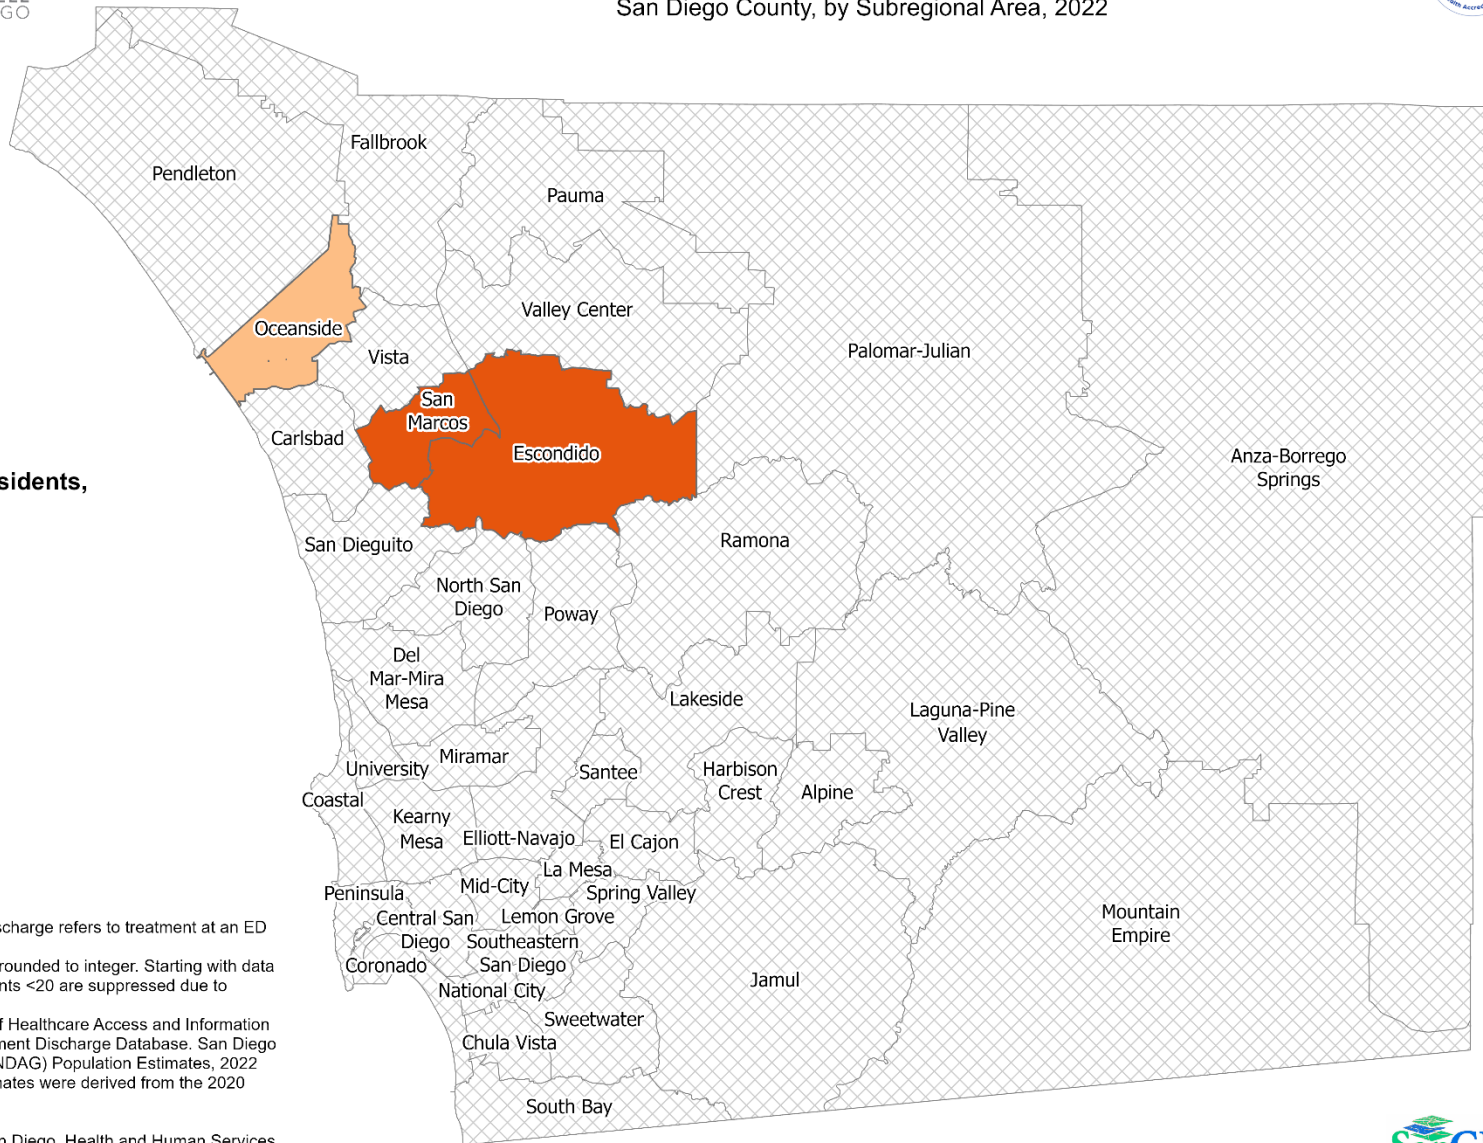 GO
San Diego County, by Subregional Area, 2022
Fallbrook
Pendleton
Pauma
Valley Center
Oceanside
Vista
Palomar-Julian
San
Marcos
Carlsbad
Escondido
Anza-Borrego
Springs
sidents,
San Dieguito
Ramona
North San
Diego
Poway
Del
Mar-Mira
Mesa
Lakeside
Laguna-Pine
Valley
Miramar
University
Santee
Harbison
Crest
Alpine
Coastal
Kearny
Mesa
Elliott-Navajo
El Cajon
La Mesa
Mid-City
Spring Valley
Peninsula
Central San
Diego
Lemon Grove
Southeastern
San Diego
Coronado
National City
Jamul
Mountain
Empire
Sweetwater
Chula Vista
South Bay
scharge refers to treatment at an ED
rounded to integer. Starting with data
nts <20 are suppressed due to
f Healthcare Access and Information
ment Discharge Database. San Diego
NDAG) Population Estimates, 2022
mates were derived from the 2020
n Diego, Health and Human Services